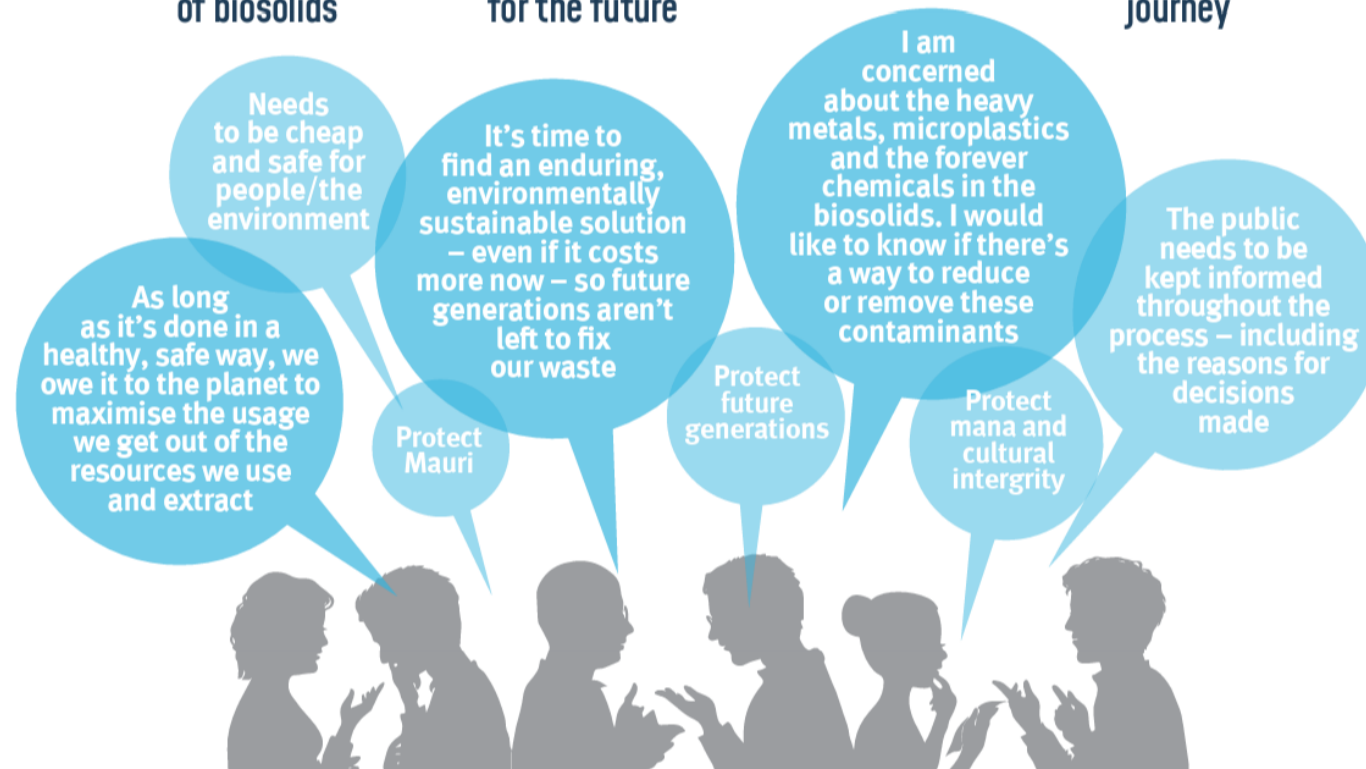 of biosolids
for the future
journey
Needs
to be cheap
and safe for
people/the
environment
As long
as it's done in a
healthy, safe way, we
owe it to the planet to
maximise the usage
we get out of the
resources we use
and extract
It's time to
find an enduring,
environmentally
sustainable solution
– even if it costs
more now – so future
generations aren't
left to fix
our waste
Protect
Mauri
Protect
future
generations
I am
concerned
about the heavy
metals, microplastics
and the forever
chemicals in the
biosolids. I would
like to know if there's
a way to reduce
or remove these
contaminants
Protect
mana and
cultural
intergrity
The public
needs to be
kept informed
throughout the
process – including
the reasons for
decisions
made